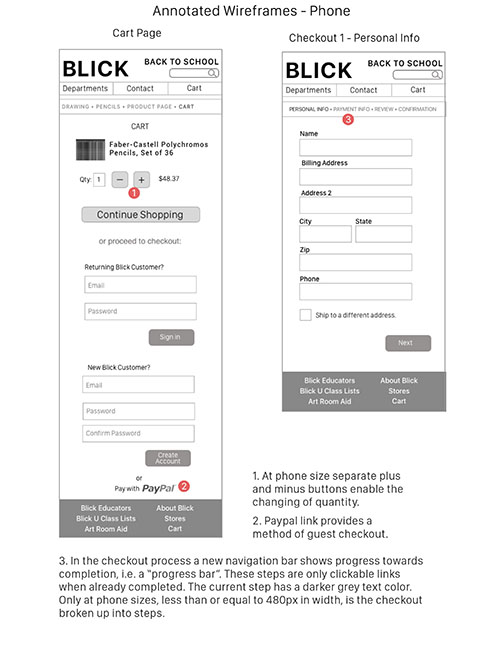 Annotated Wireframes - Phone
Cart Page
BLICK
BACK TO SCHOOL
Departments Contact Cart
DRAWING • PENCILS • PRODUCT PAGE • CART
CART
Faber-Castell Polychromos
Pencils, Set of 36
Qty: 1 − + $48.37
1
Continue Shopping
or proceed to checkout:
Returning Blick Customer?
Email
Password
Sign in
New Blick Customer?
Email
Password
Confirm Password
Create
Account
or
Pay with PayPal 2
Blick Educators About Blick
Blick U Class Lists Stores
Art Room Aid Cart
Checkout 1 - Personal Info
BLICK
BACK TO SCHOOL
Departments Contact Cart
PERSONAL INFO • PAYMENT INFO • REVIEW • CONFIRMATION
3
Name
Billing Address
Address 2
City State
Zip
Phone
Ship to a different address.
Next
Blick Educators About Blick
Blick U Class Lists Stores
Art Room Aid Cart
1. At phone size separate plus
and minus buttons enable the
changing of quantity.
2. Paypal link provides a
method of guest checkout.
3. In the checkout process a new navigation bar shows progress towards
completion, i.e. a "progress bar". These steps are only clickable links
when already completed. The current step has a darker grey text color.
Only at phone sizes, less than or equal to 480px in width, is the checkout
broken up into steps.